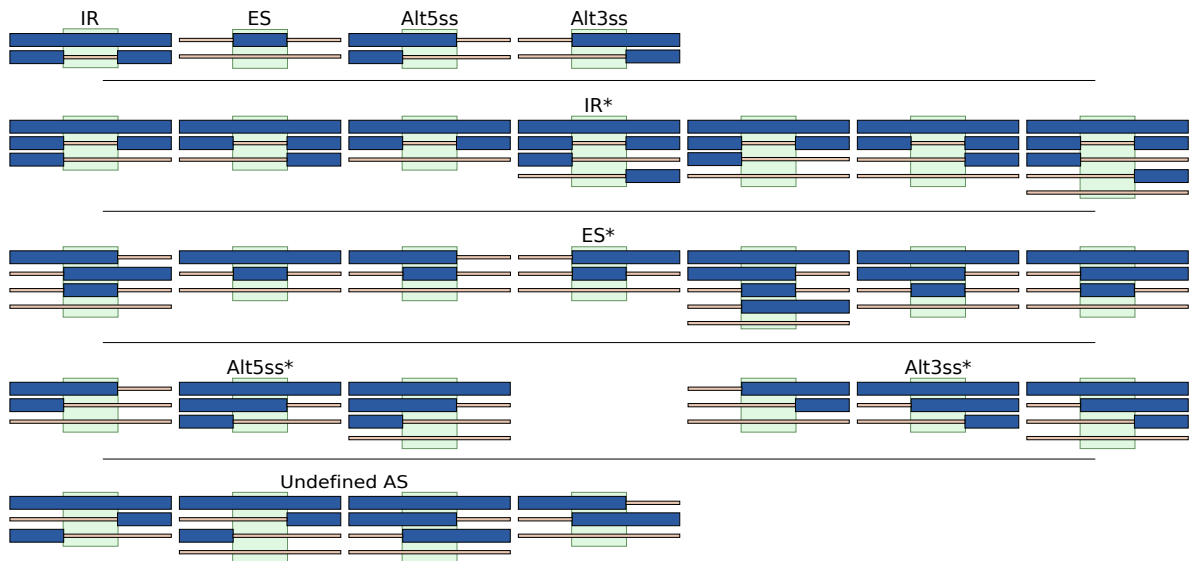 IR ES Alt5ss Alt3ss
IR*
ES*
Alt5ss* Alt3ss*
Undefined AS